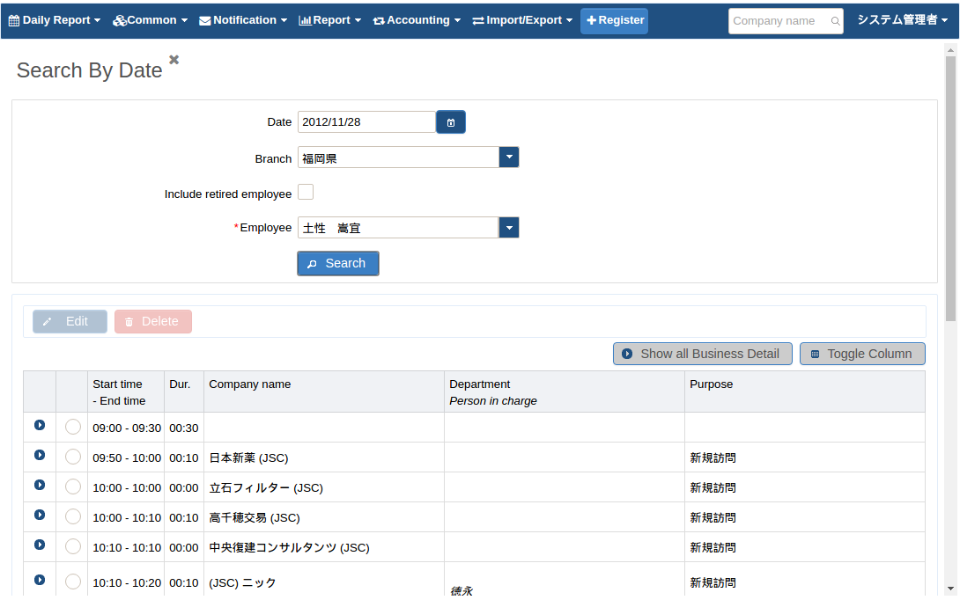 Daily Report Common Notification Report Accounting Import/Export Register Company name システム管理者
Search By Date
Date 2012/11/28
Branch 福岡県
Include retired employee
*Employee 土性 嵩宜
Search
Edit Delete
Show all Business Detail Toggle Column
Start time - End time Dur. Company name Department Person in charge Purpose
09:00 - 09:30 00:30
09:50 - 10:00 00:10 日本新薬 (JSC) 新規訪問
10:00 - 10:00 00:00 立石フィルター (JSC) 新規訪問
10:00 - 10:10 00:10 高千穂交易 (JSC) 新規訪問
10:10 - 10:10 00:00 中央復建コンサルタンツ (JSC) 新規訪問
10:10 - 10:20 00:10 (JSC) ニック 徳永 新規訪問